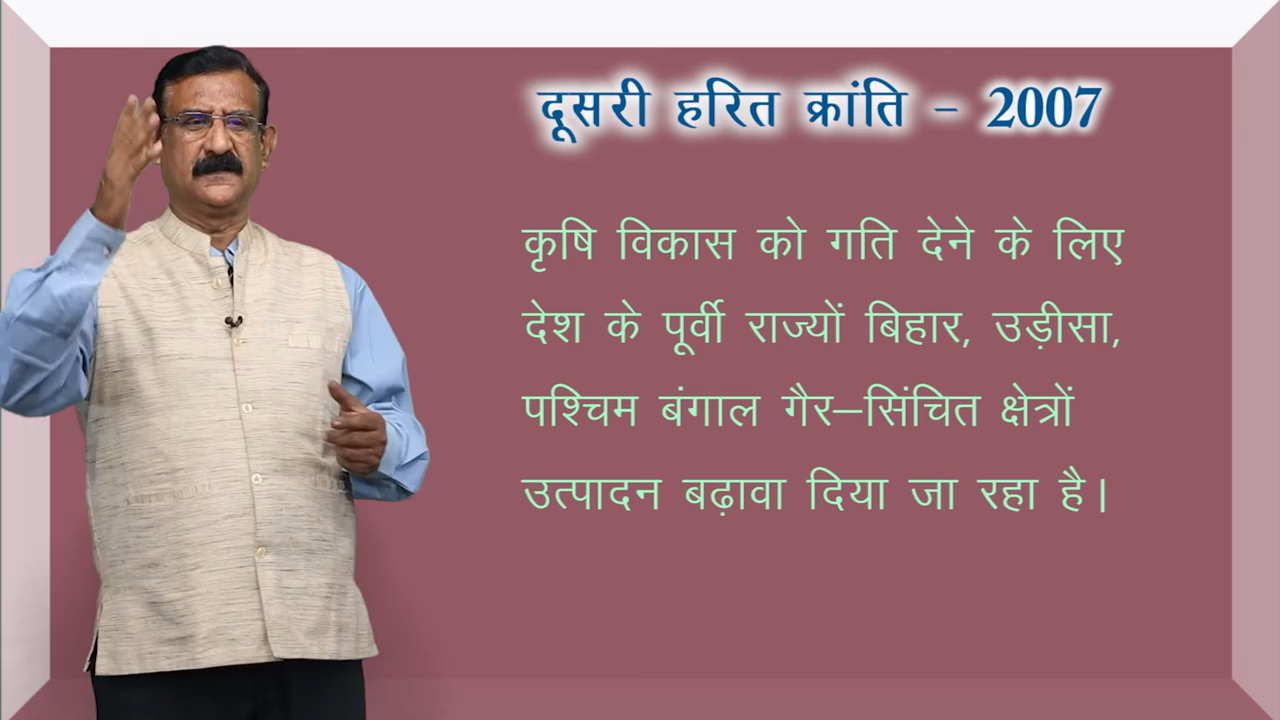 दूसरी हरित क्रांति - 2007
कृषि विकास को गति देने के लिए
देश के पूर्वी राज्यों बिहार, उड़ीसा,
पश्चिम बंगाल गैर–सिंचित क्षेत्रों
उत्पादन बढ़ावा दिया जा रहा है।